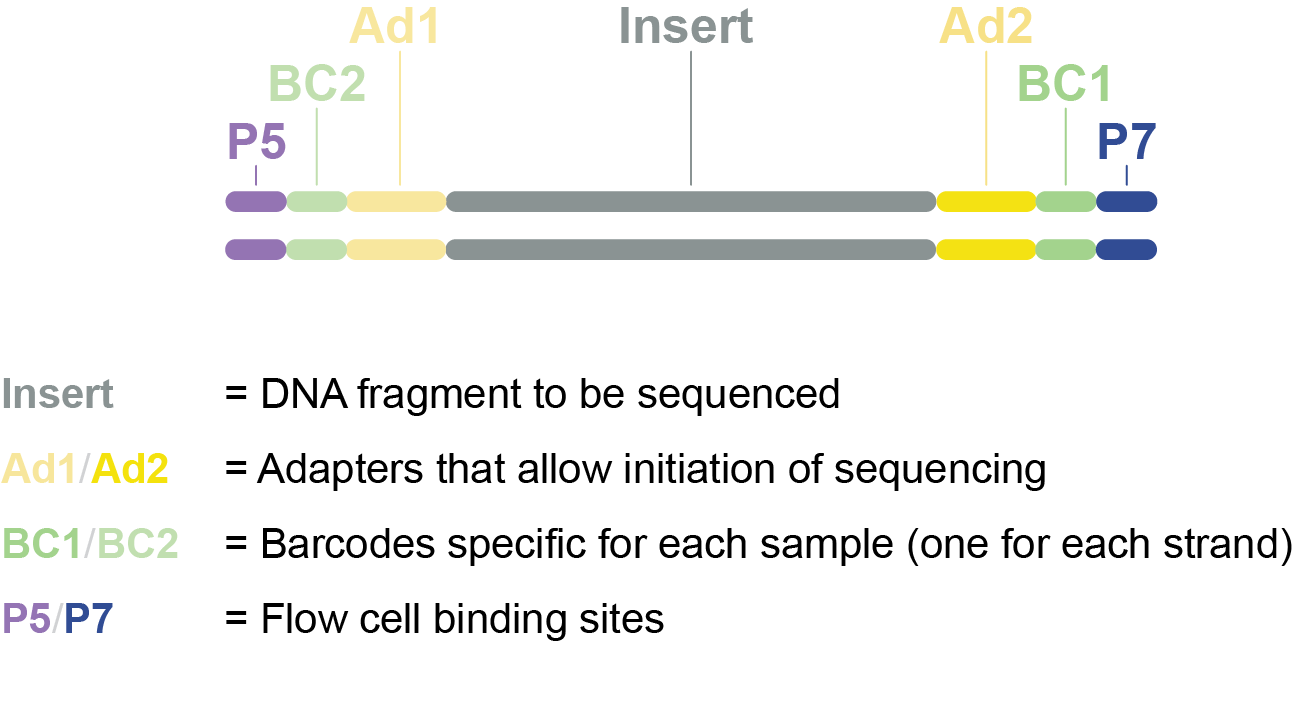 Ad1 Insert Ad2
BC2 BC1
P5 P7
Insert = DNA fragment to be sequenced
Ad1/Ad2 = Adapters that allow initiation of sequencing
BC1/BC2 = Barcodes specific for each sample (one for each strand)
P5/P7 = Flow cell binding sites